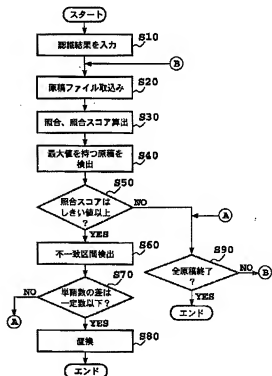 スタート
S10
認識結果を入力
B
S20
原稿ファイル取込み
S30
照合、照合スコア算出
S40
最大値を持つ原稿を
検出
S50
照合スコアは
しきい値以上
?
NO
A
YES
S60
不一致区間検出
S90
全原稿終了
?
NO
B
YES
エンド
S70
単語数の差は
一定数以下?
NO
A
YES
S80
置換
エンド